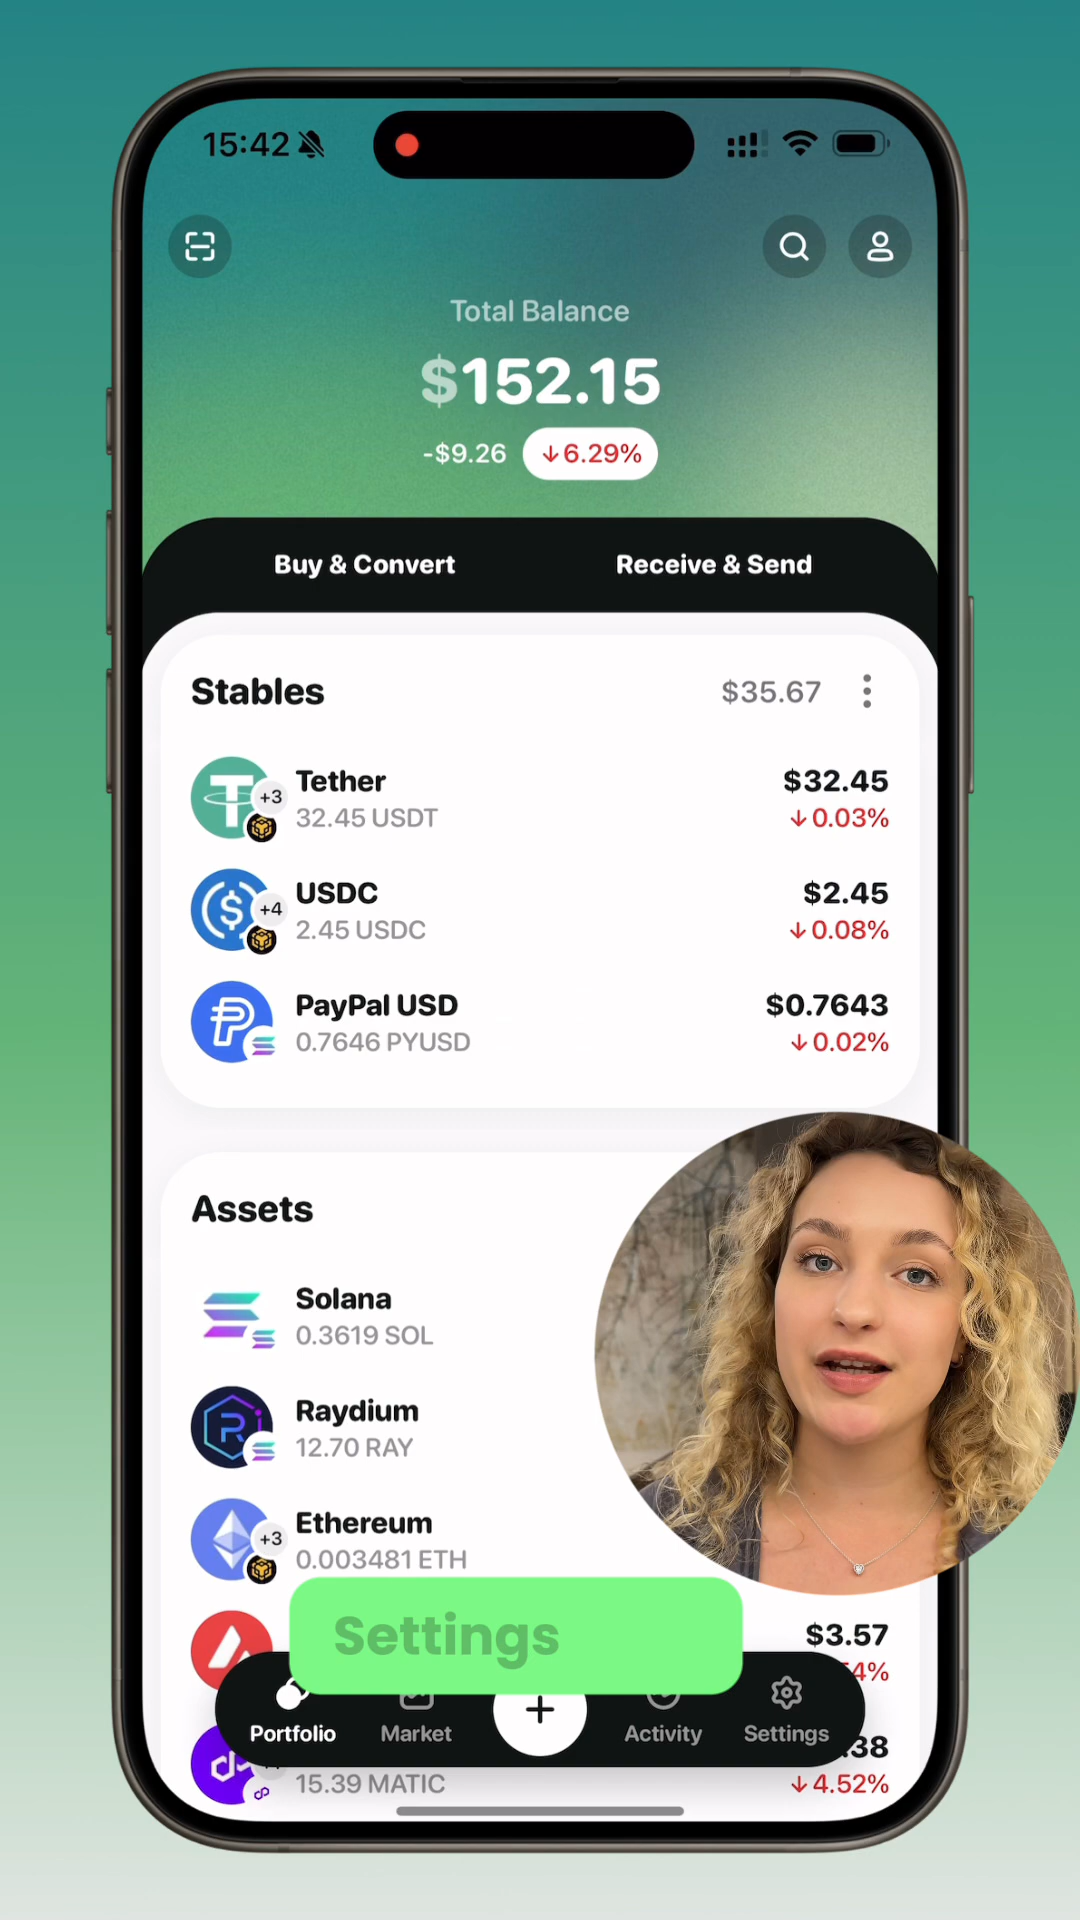 15:42
Total Balance
$152.15
-$9.26 ↓6.29%
Buy & Convert Receive & Send
Stables $35.67
Tether $32.45
+3
32.45 USDT ↓0.03%
USDC $2.45
+4
2.45 USDC ↓0.08%
PayPal USD $0.7643
0.7646 PYUSD ↓0.02%
Assets
Solana
0.3619 SOL
Raydium
12.70 RAY
Ethereum
+3
0.003481 ETH
Settings
$3.57
4%
Portfolio Market Activity Settings
.38
15.39 MATIC ↓4.52%